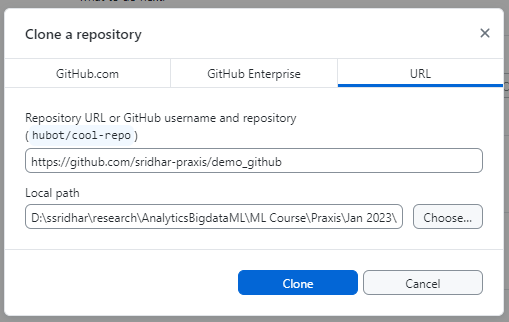 Clone a repository
GitHub.com
GitHub Enterprise
URL
Repository URL or GitHub username and repository
(hubot/cool-repo)
https://github.com/sridhar-praxis/demo_github
Local path
D:\ssridhar\research\AnalyticsBigdataML\ML Course\Praxis\Jan 2023\
Choose...
Clone
Cancel